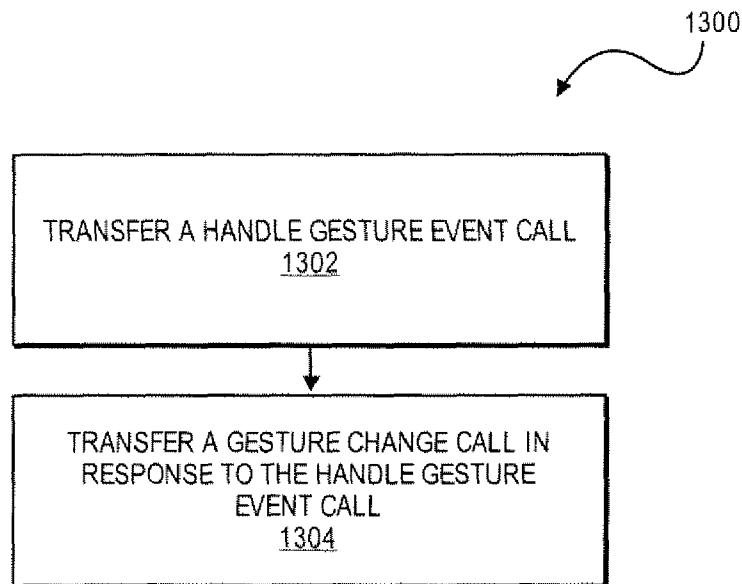 1300
TRANSFER A HANDLE GESTURE EVENT CALL
1302
TRANSFER A GESTURE CHANGE CALL IN
RESPONSE TO THE HANDLE GESTURE
EVENT CALL
1304